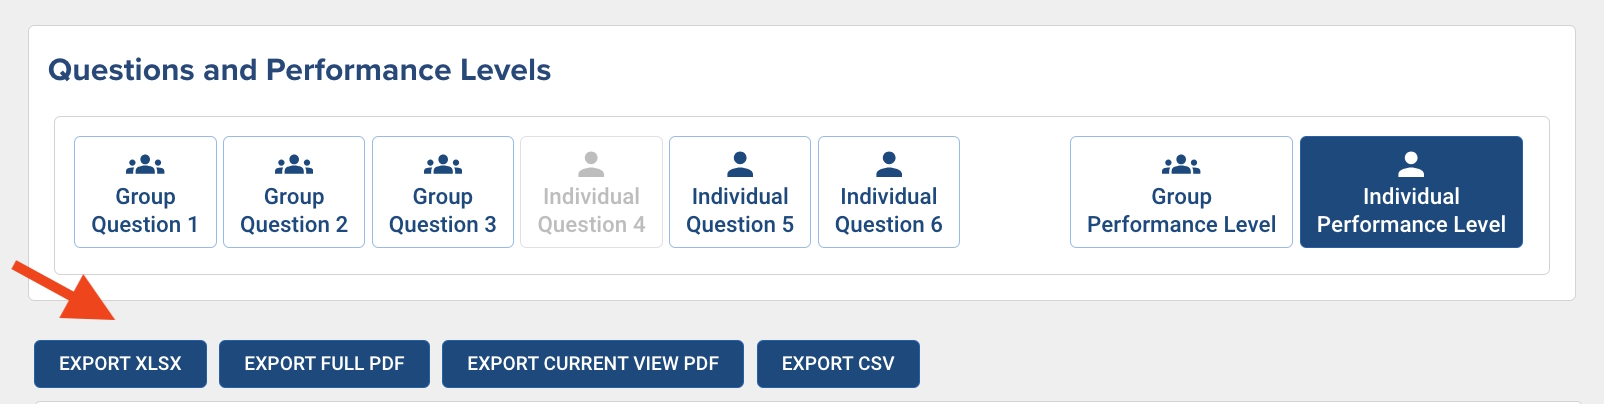 Questions and Performance Levels
Group
Question 1
Group
Question 2
Group
Question 3
Individual
Question 4
Individual
Question 5
Individual
Question 6
Group
Performance Level
Individual
Performance Level
EXPORT XLSX
EXPORT FULL PDF
EXPORT CURRENT VIEW PDF
EXPORT CSV